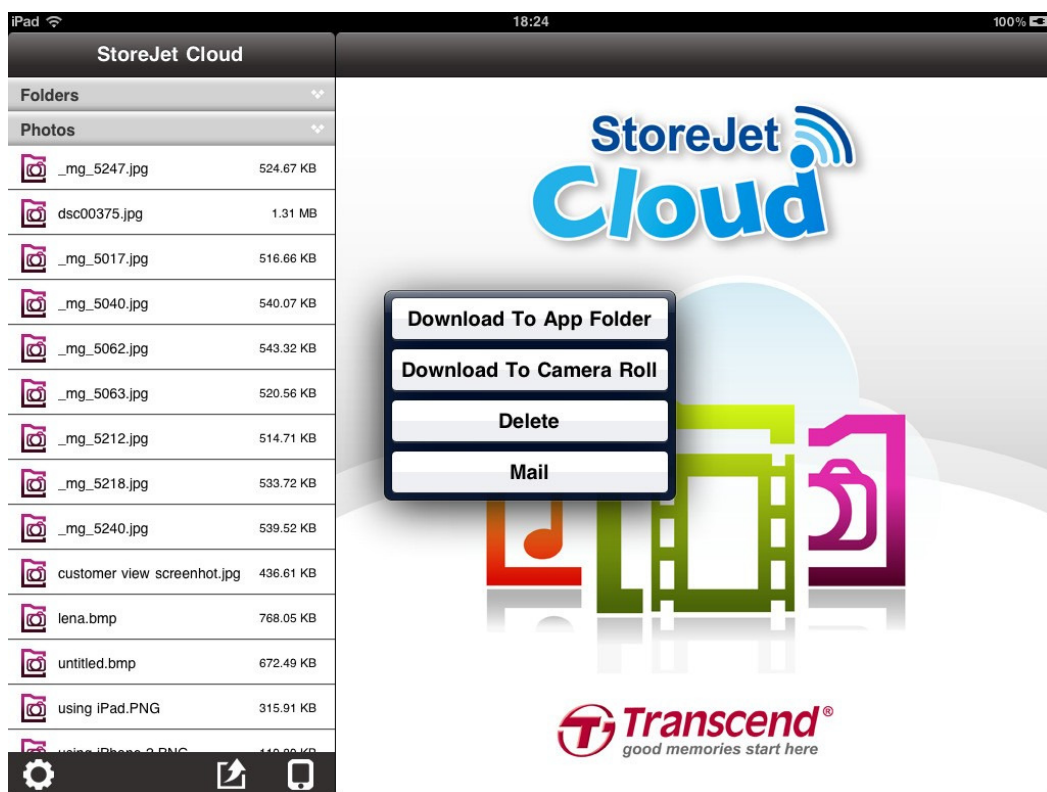 iPad 18:24 100%
StoreJet Cloud
Folders
Photos
_mg_5247.jpg 524.67 KB
dsc00375.jpg 1.31 MB
_mg_5017.jpg 516.66 KB
_mg_5040.jpg 540.07 KB
_mg_5062.jpg 543.32 KB
_mg_5063.jpg 520.56 KB
_mg_5212.jpg 514.71 KB
_mg_5218.jpg 533.72 KB
_mg_5240.jpg 539.52 KB
customer view screenhot.jpg 436.61 KB
lena.bmp 768.05 KB
untitled.bmp 672.49 KB
using iPad.PNG 315.91 KB
using iPhone 2.PNG
StoreJet
Cloud
Download To App Folder
Download To Camera Roll
Delete
Mail
Transcend®
good memories start here